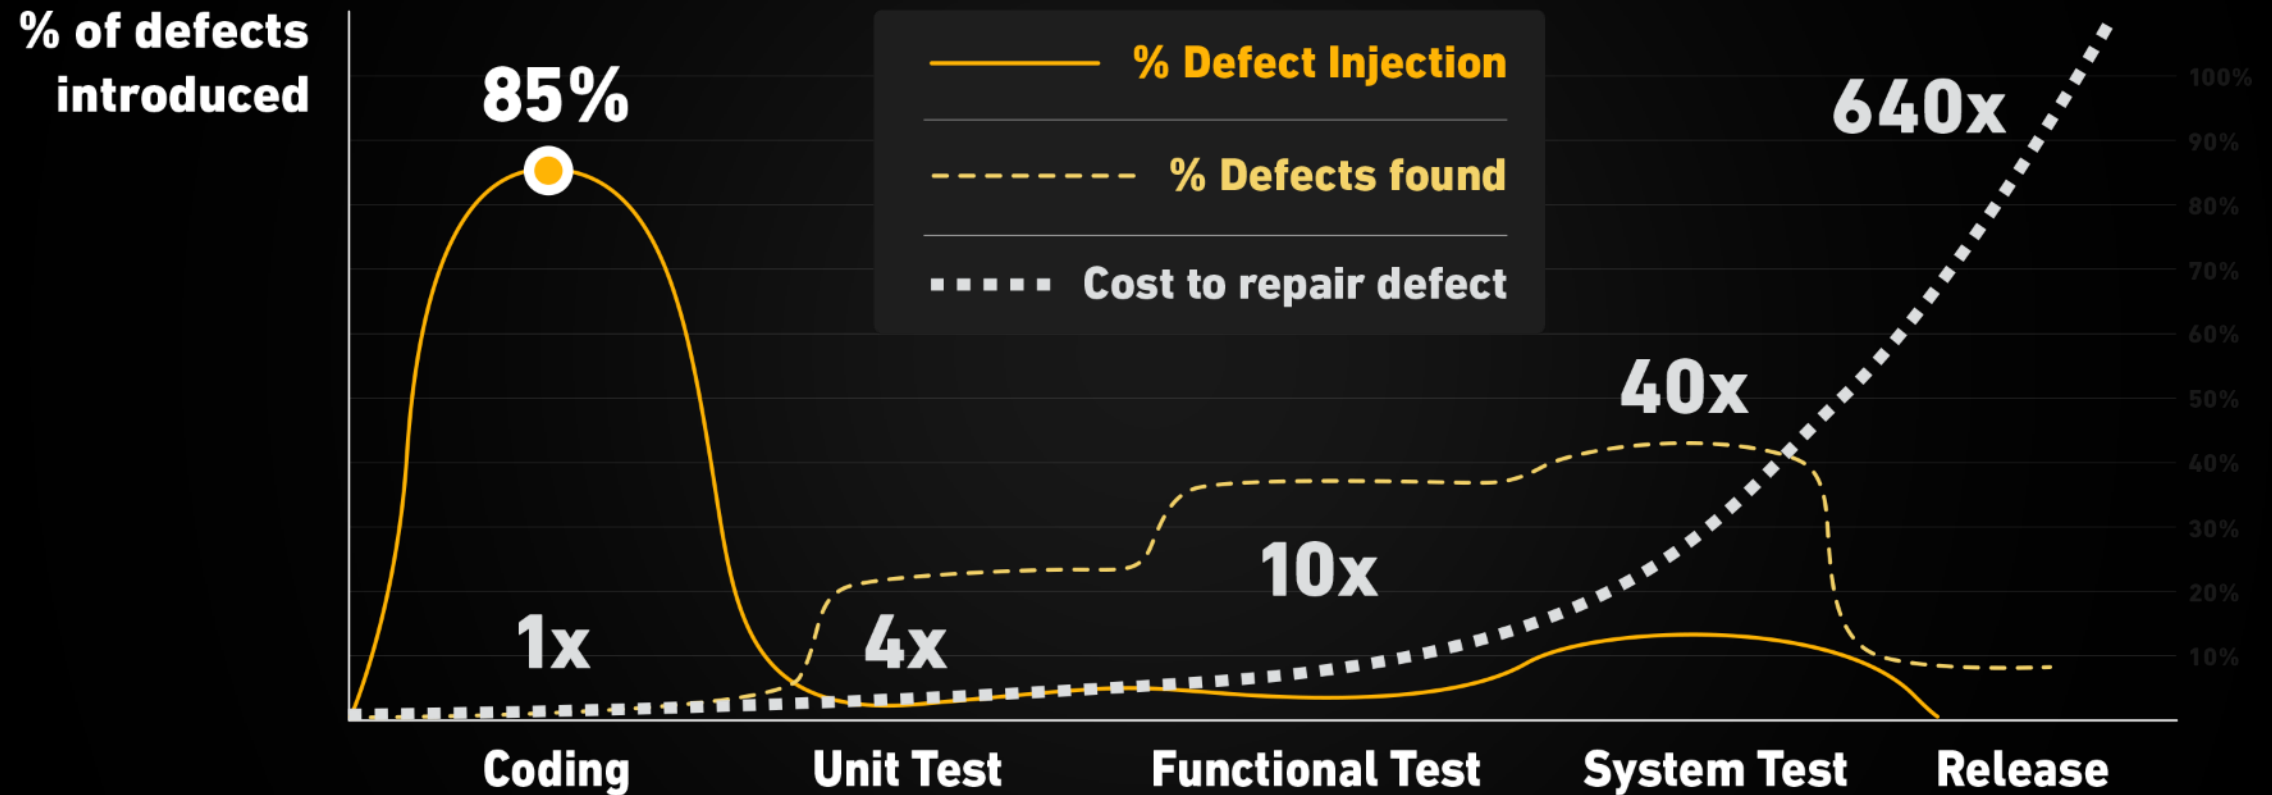 % of defects
introduced
85%
% Defect Injection
% Defects found
Cost to repair defect
640x
40x
10x
4x
1x
100%
90%
80%
70%
60%
50%
40%
30%
20%
10%
Coding
Unit Test
Functional Test
System Test
Release